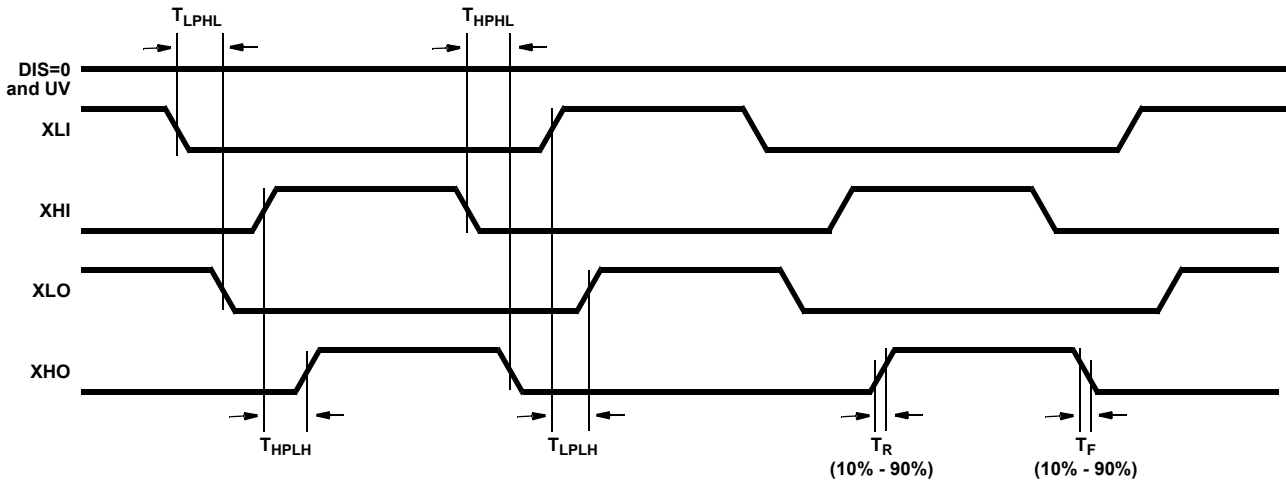 TLPHL
THPHL
DIS=0
and UV
XLI
XHI
XLO
XHO
THPLH
TLPLH
TR
(10% - 90%)
TF
(10% - 90%)